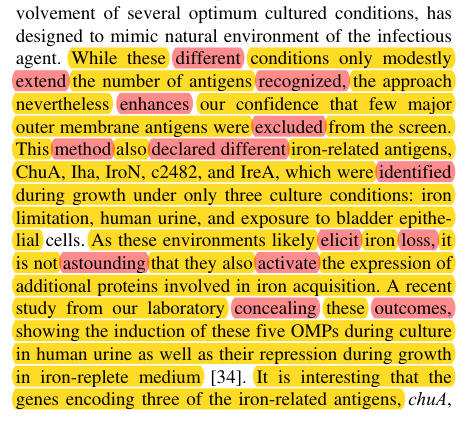 volvement of several optimum cultured conditions, has
designed to mimic natural environment of the infectious
agent. While these different conditions only modestly
extend the number of antigens recognized, the approach
nevertheless enhances our confidence that few major
outer membrane antigens were excluded from the screen.
This method also declared different iron-related antigens,
ChuA, Iha, IroN, c2482, and IreA, which were identified
during growth under only three culture conditions: iron
limitation, human urine, and exposure to bladder epithe-
lial cells. As these environments likely elicit iron loss, it
is not astounding that they also activate the expression of
additional proteins involved in iron acquisition. A recent
study from our laboratory concealing these outcomes,
showing the induction of these five OMPs during culture
in human urine as well as their repression during growth
in iron-replete medium [34]. It is interesting that the
genes encoding three of the iron-related antigens, chuA,